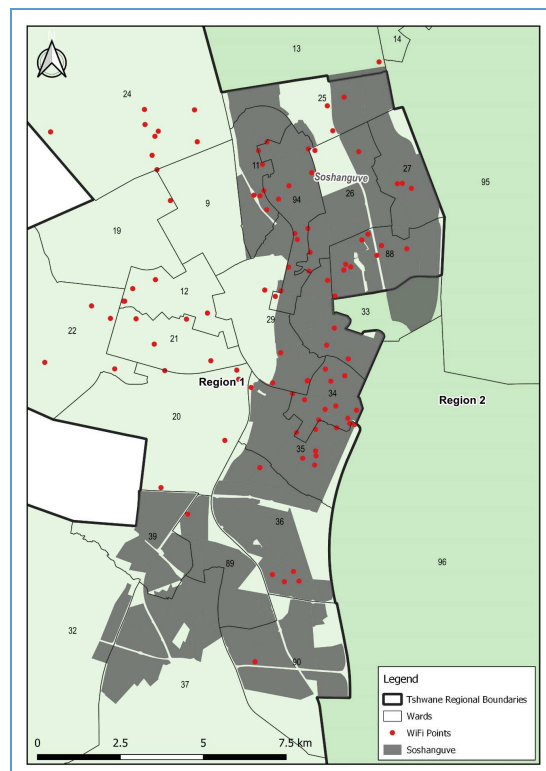 N
14
13
24
25
11
27
Soshanguve
95
94
26
9
19
88
12
33
29
22
21
Region 1
34
Region 2
20
35
36
39
89
96
32
90
37
Legend
Tshwane Regional Boundaries
Wards
WiFi Points
Soshanguve
0 2.5 5 7.5 km